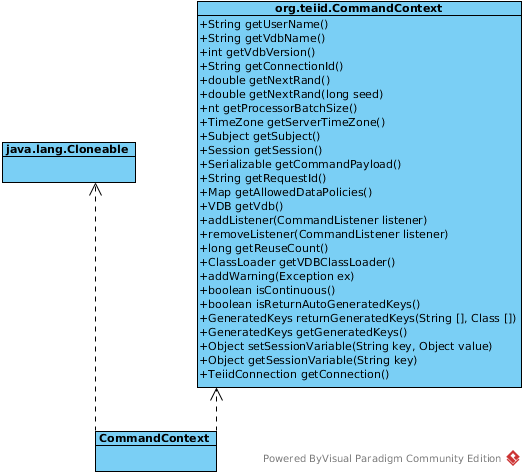 org.teiid.CommandContext
+String getUserName()
+String getVdbName()
+int getVdbVersion()
+String getConnectionId()
+double getNextRand()
+double getNextRand(long seed)
+nt getProcessorBatchSize()
+TimeZone getServerTimeZone()
+Subject getSubject()
+Session getSession()
+Serializable getCommandPayload()
+String getRequestId()
+Map getAllowedDataPolicies()
+VDB getVdb()
+addListener(CommandListener listener)
+removeListener(CommandListener listener)
+long getReuseCount()
+ClassLoader getVDBClassLoader()
+addWarning(Exception ex)
+boolean isContinuous()
+boolean isReturnAutoGeneratedKeys()
+GeneratedKeys returnGeneratedKeys(String [], Class [])
+GeneratedKeys getGeneratedKeys()
+Object setSessionVariable(String key, Object value)
+Object getSessionVariable(String key)
+TeiidConnection getConnection()
java.lang.Cloneable
CommandContext
Powered ByVisual Paradigm Community Edition